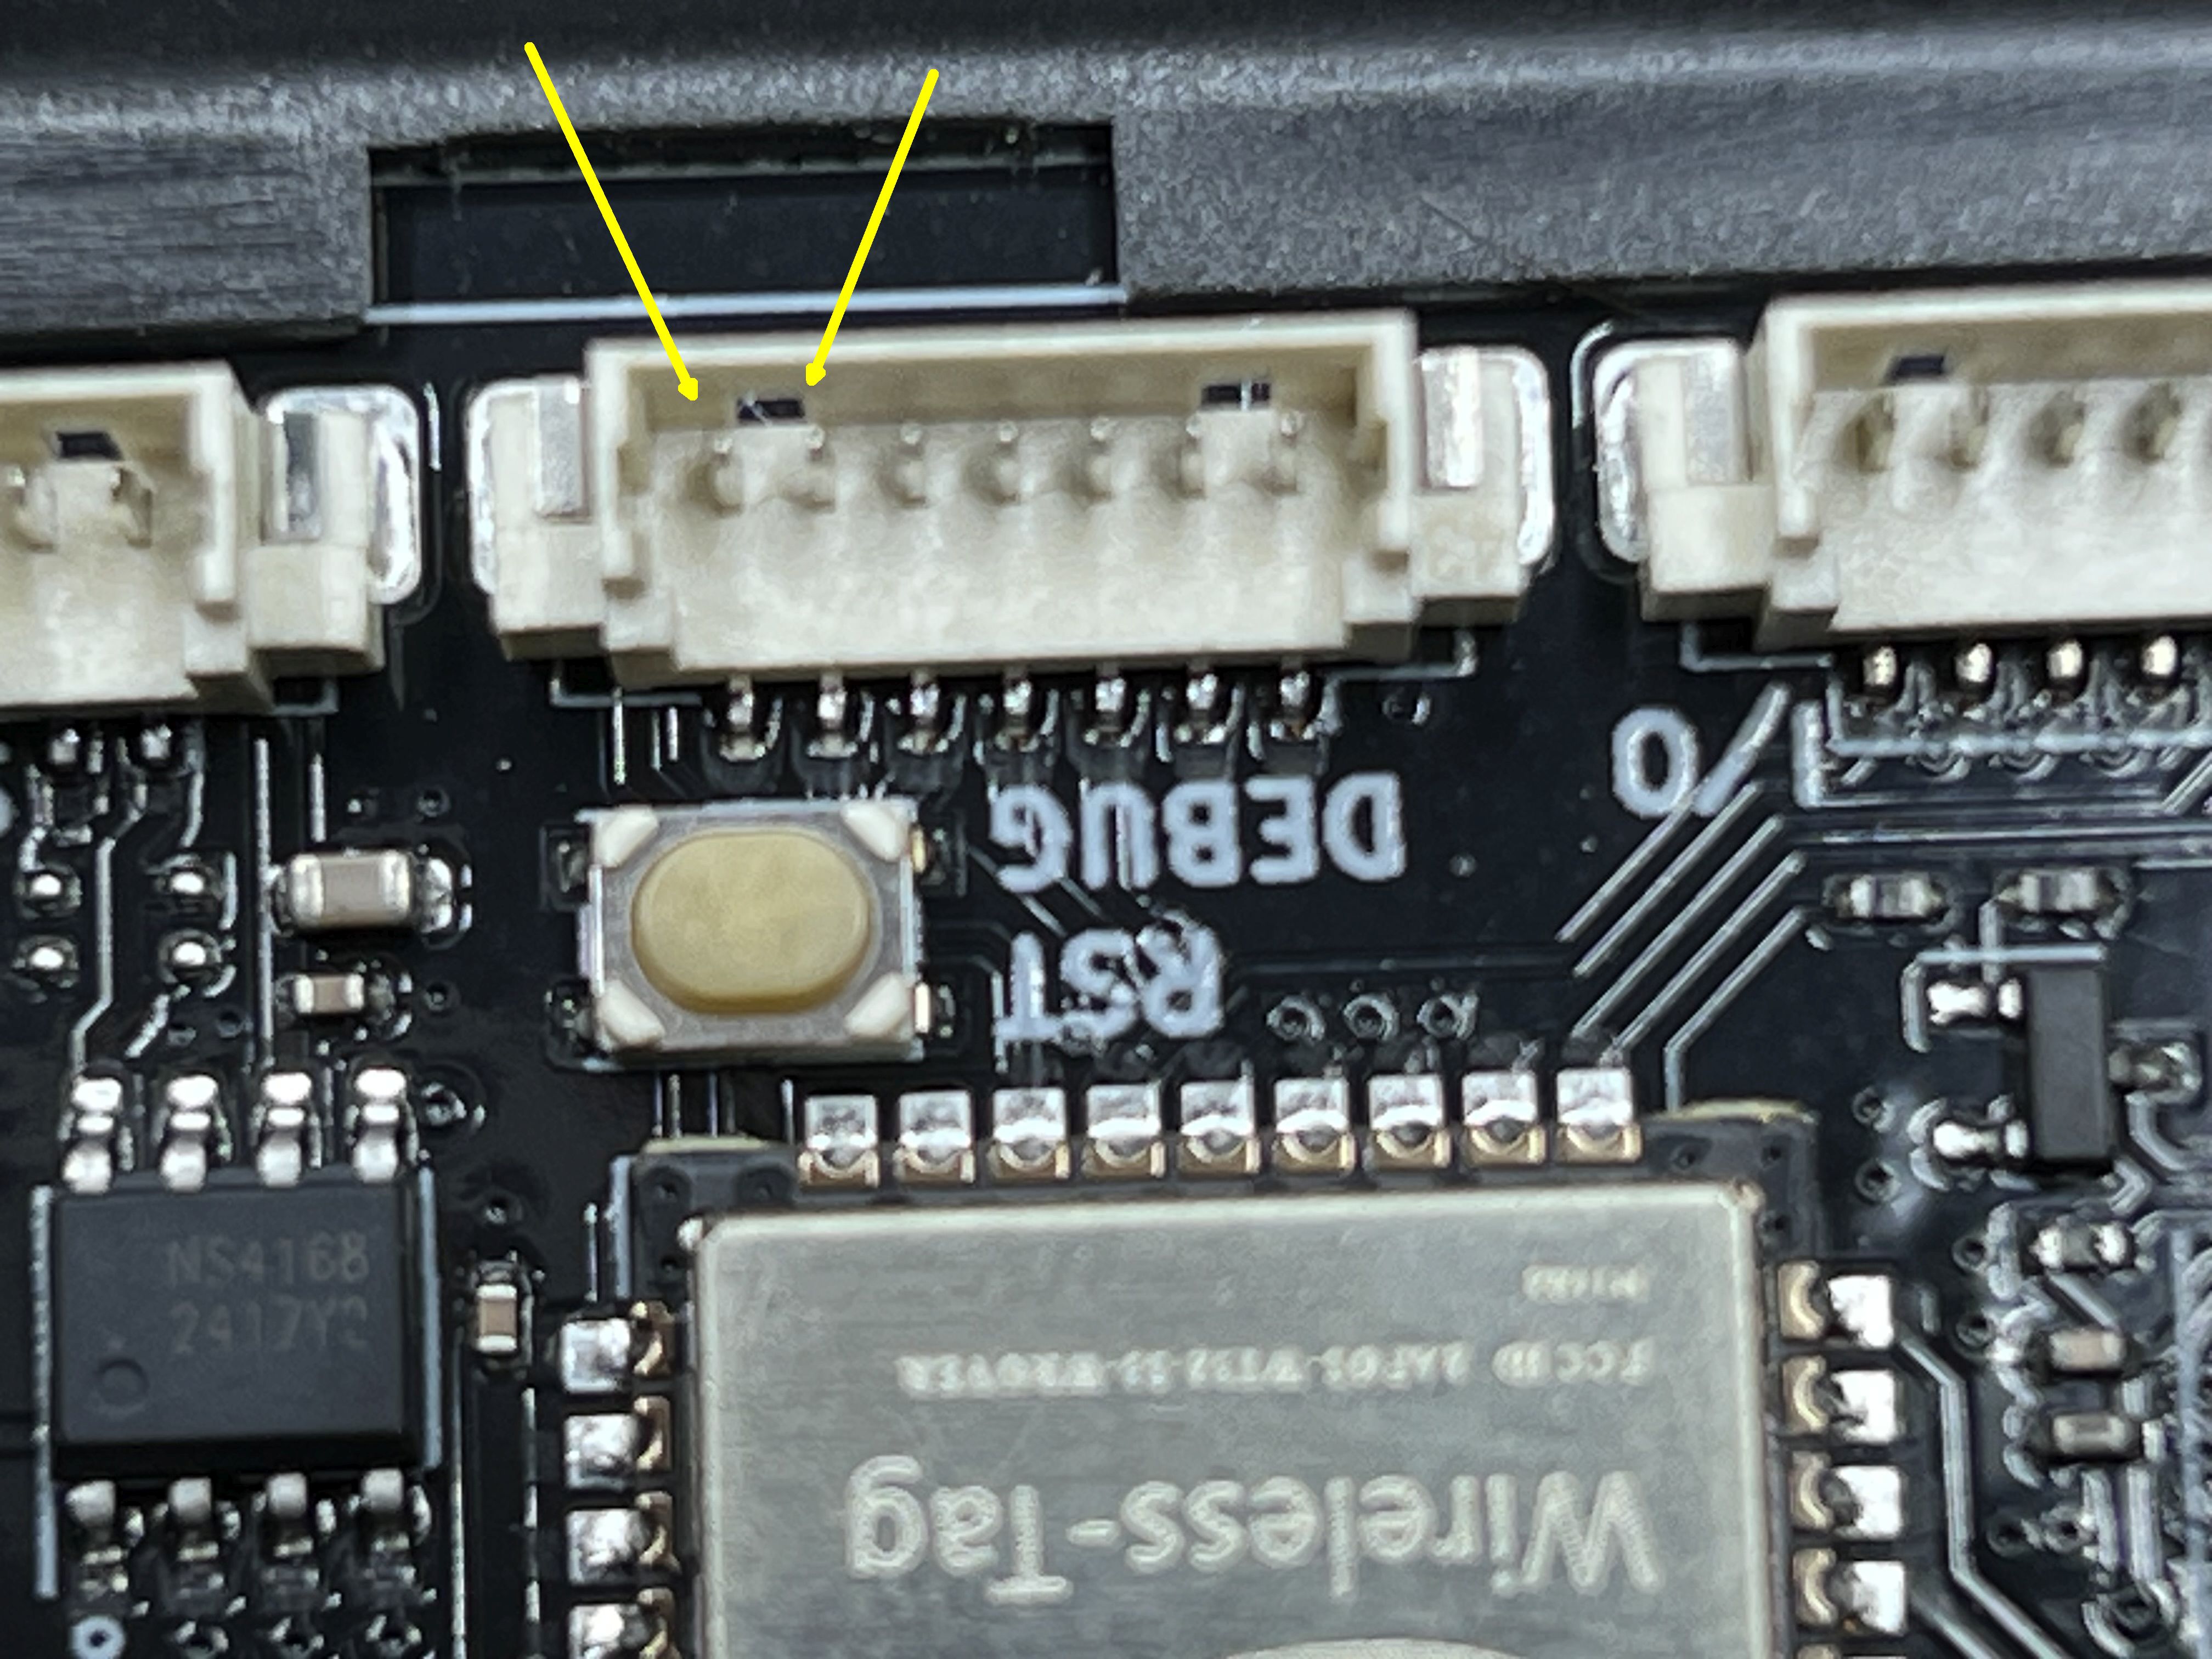 I/O
DEBUG
RST
NS4168
2417Y2
FCC ID 2AFOS-WT32-S3-WROVER
Wireless-Tag